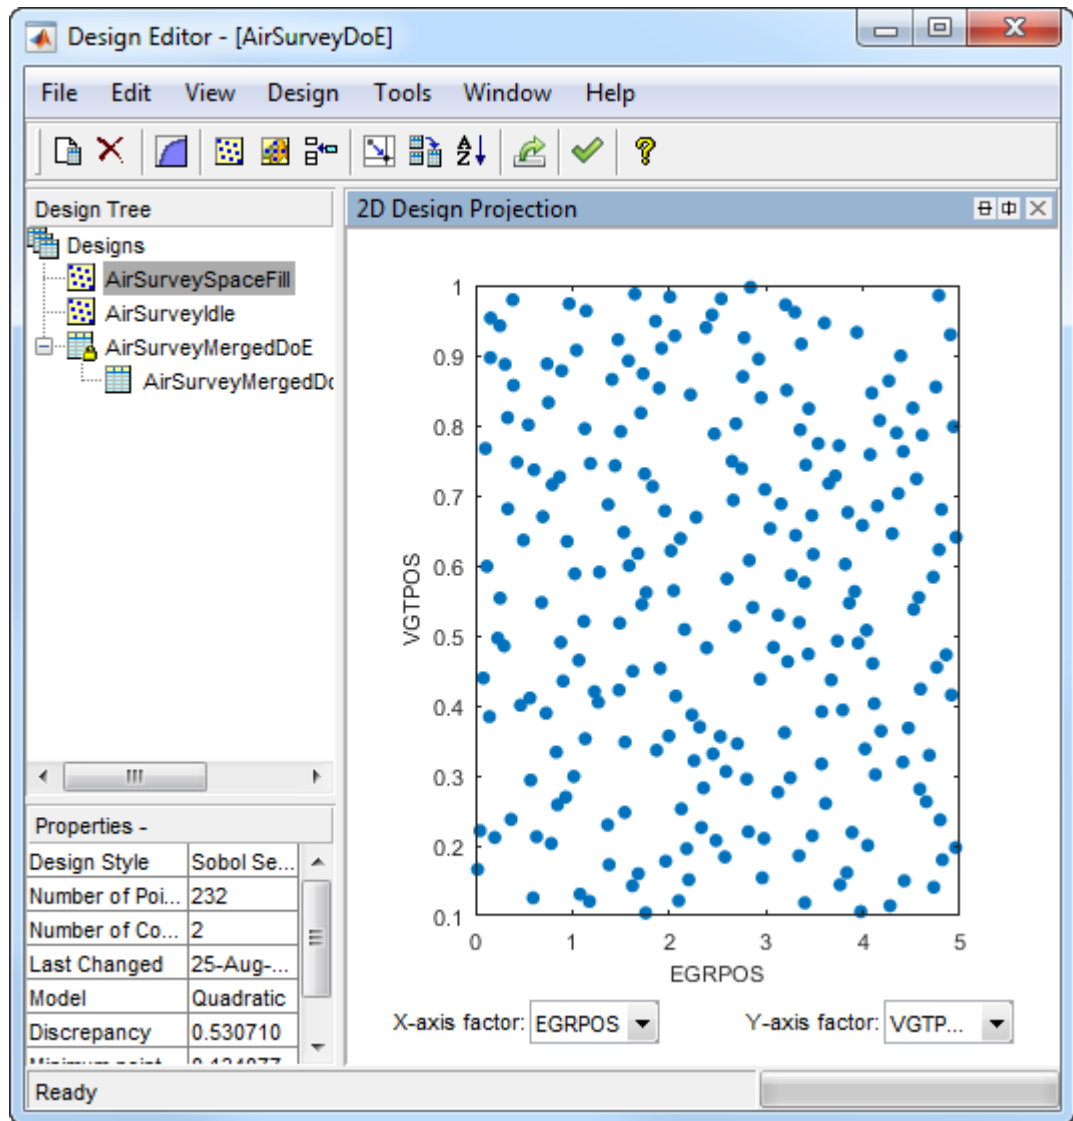 Design Editor - [AirSurveyDoE]
File Edit View Design Tools Window Help
Design Tree
Designs
AirSurveySpaceFill
AirSurveyIdle
AirSurveyMergedDoE
AirSurveyMergedDo
Properties -
Design Style Sobol Se...
Number of Poi... 232
Number of Co... 2
Last Changed 25-Aug-...
Model Quadratic
Discrepancy 0.530710
2D Design Projection
1
0.9
0.8
0.7
0.6
0.5
0.4
0.3
0.2
0.1
VGTPOS
0 1 2 3 4 5
EGRPOS
X-axis factor: EGRPOS Y-axis factor: VGTP...
Ready